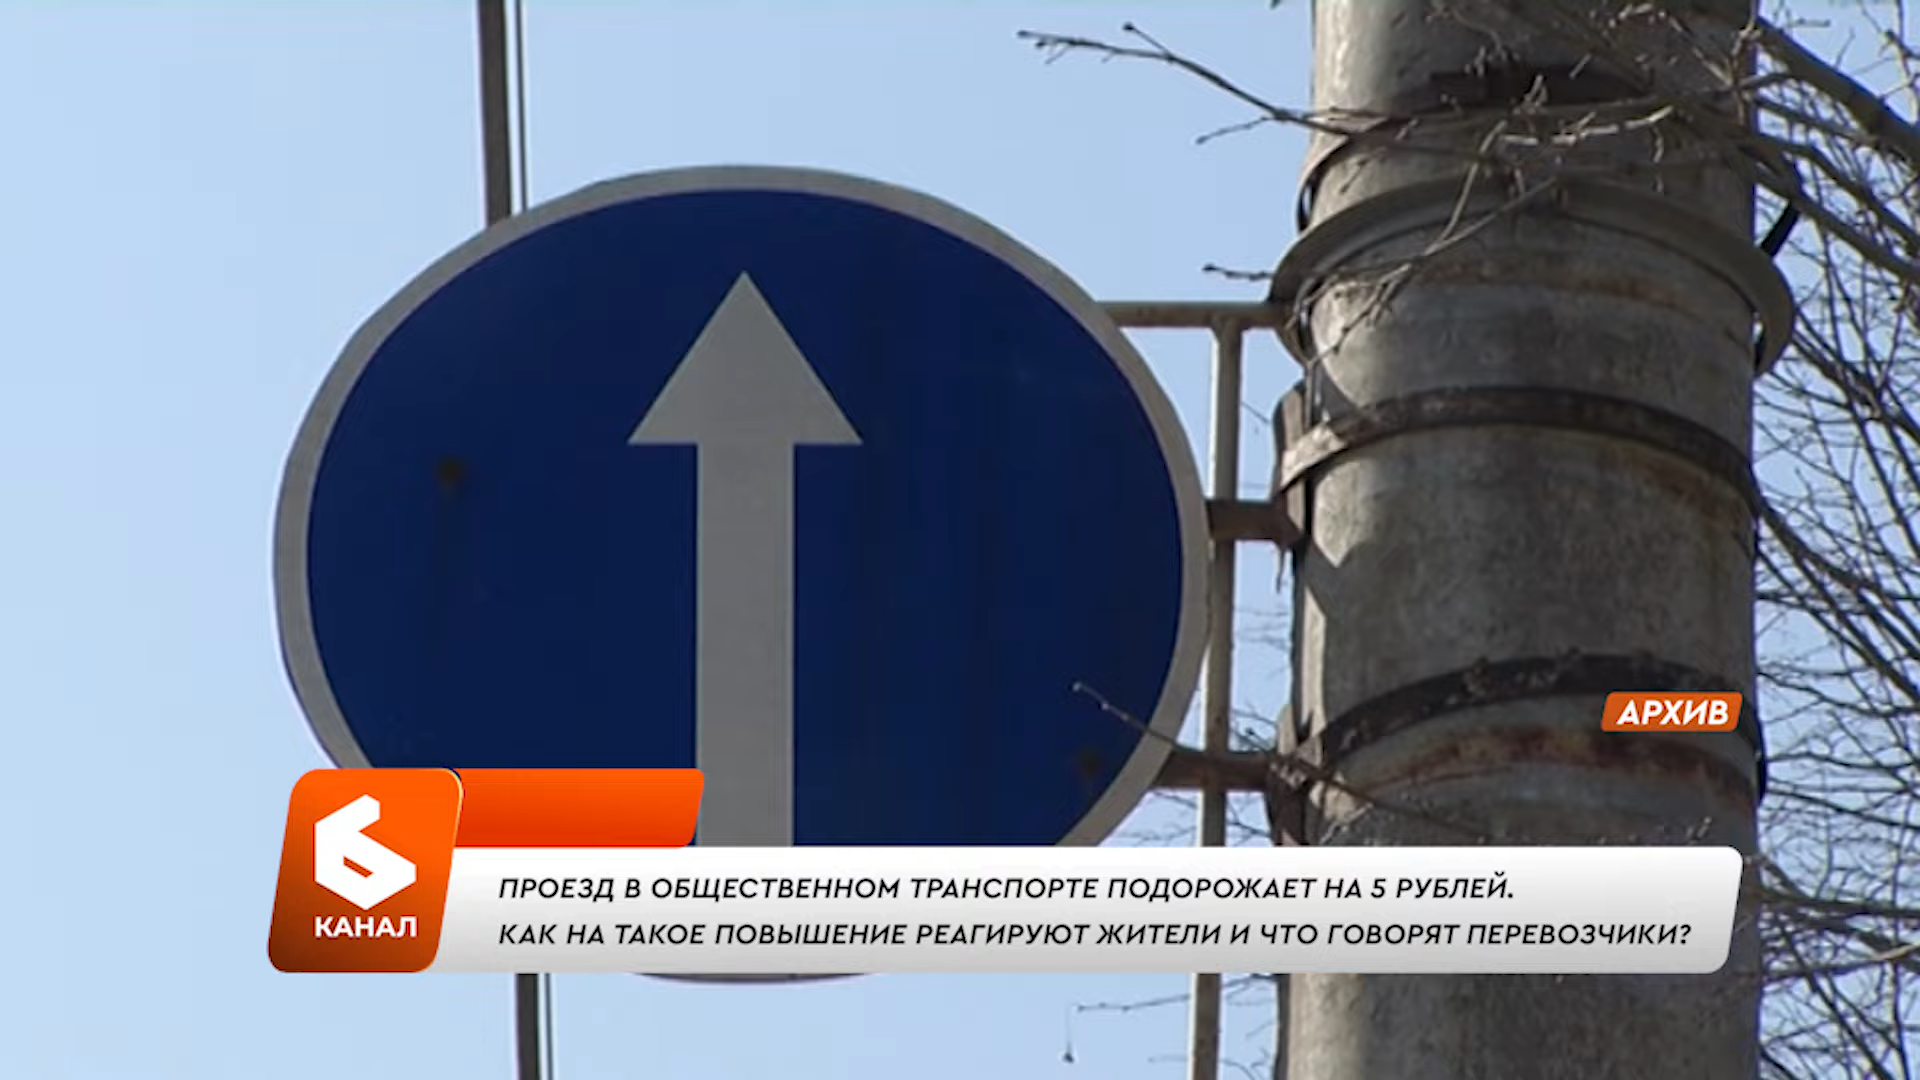 АРХИВ
6
КАНАЛ
ПРОЕЗД В ОБЩЕСТВЕННОМ ТРАНСПОРТЕ ПОДОРОЖАЕТ НА 5 РУБЛЕЙ.
КАК НА ТАКОЕ ПОВЫШЕНИЕ РЕАГИРУЮТ ЖИТЕЛИ И ЧТО ГОВОРЯТ ПЕРЕВОЗЧИКИ?